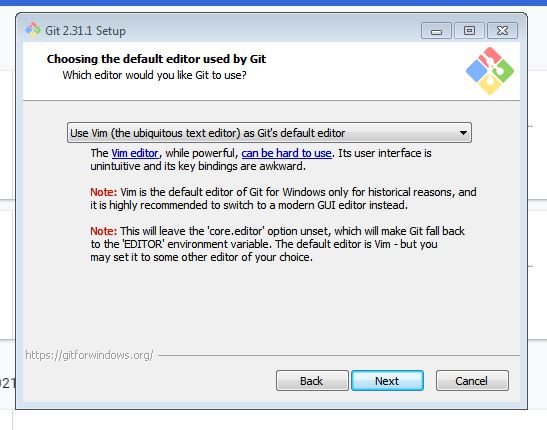 Git 2.31.1 Setup
Choosing the default editor used by Git
Which editor would you like Git to use?
Use Vim (the ubiquitous text editor) as Git's default editor
The Vim editor, while powerful, can be hard to use. Its user interface is
unintuitive and its key bindings are awkward.
Note: Vim is the default editor of Git for Windows only for historical reasons, and
it is highly recommended to switch to a modern GUI editor instead.
Note: This will leave the 'core.editor' option unset, which will make Git fall back
to the 'EDITOR' environment variable. The default editor is Vim - but you
may set it to some other editor of your choice.
https://gitforwindows.org/
021
Back
Next
Cancel